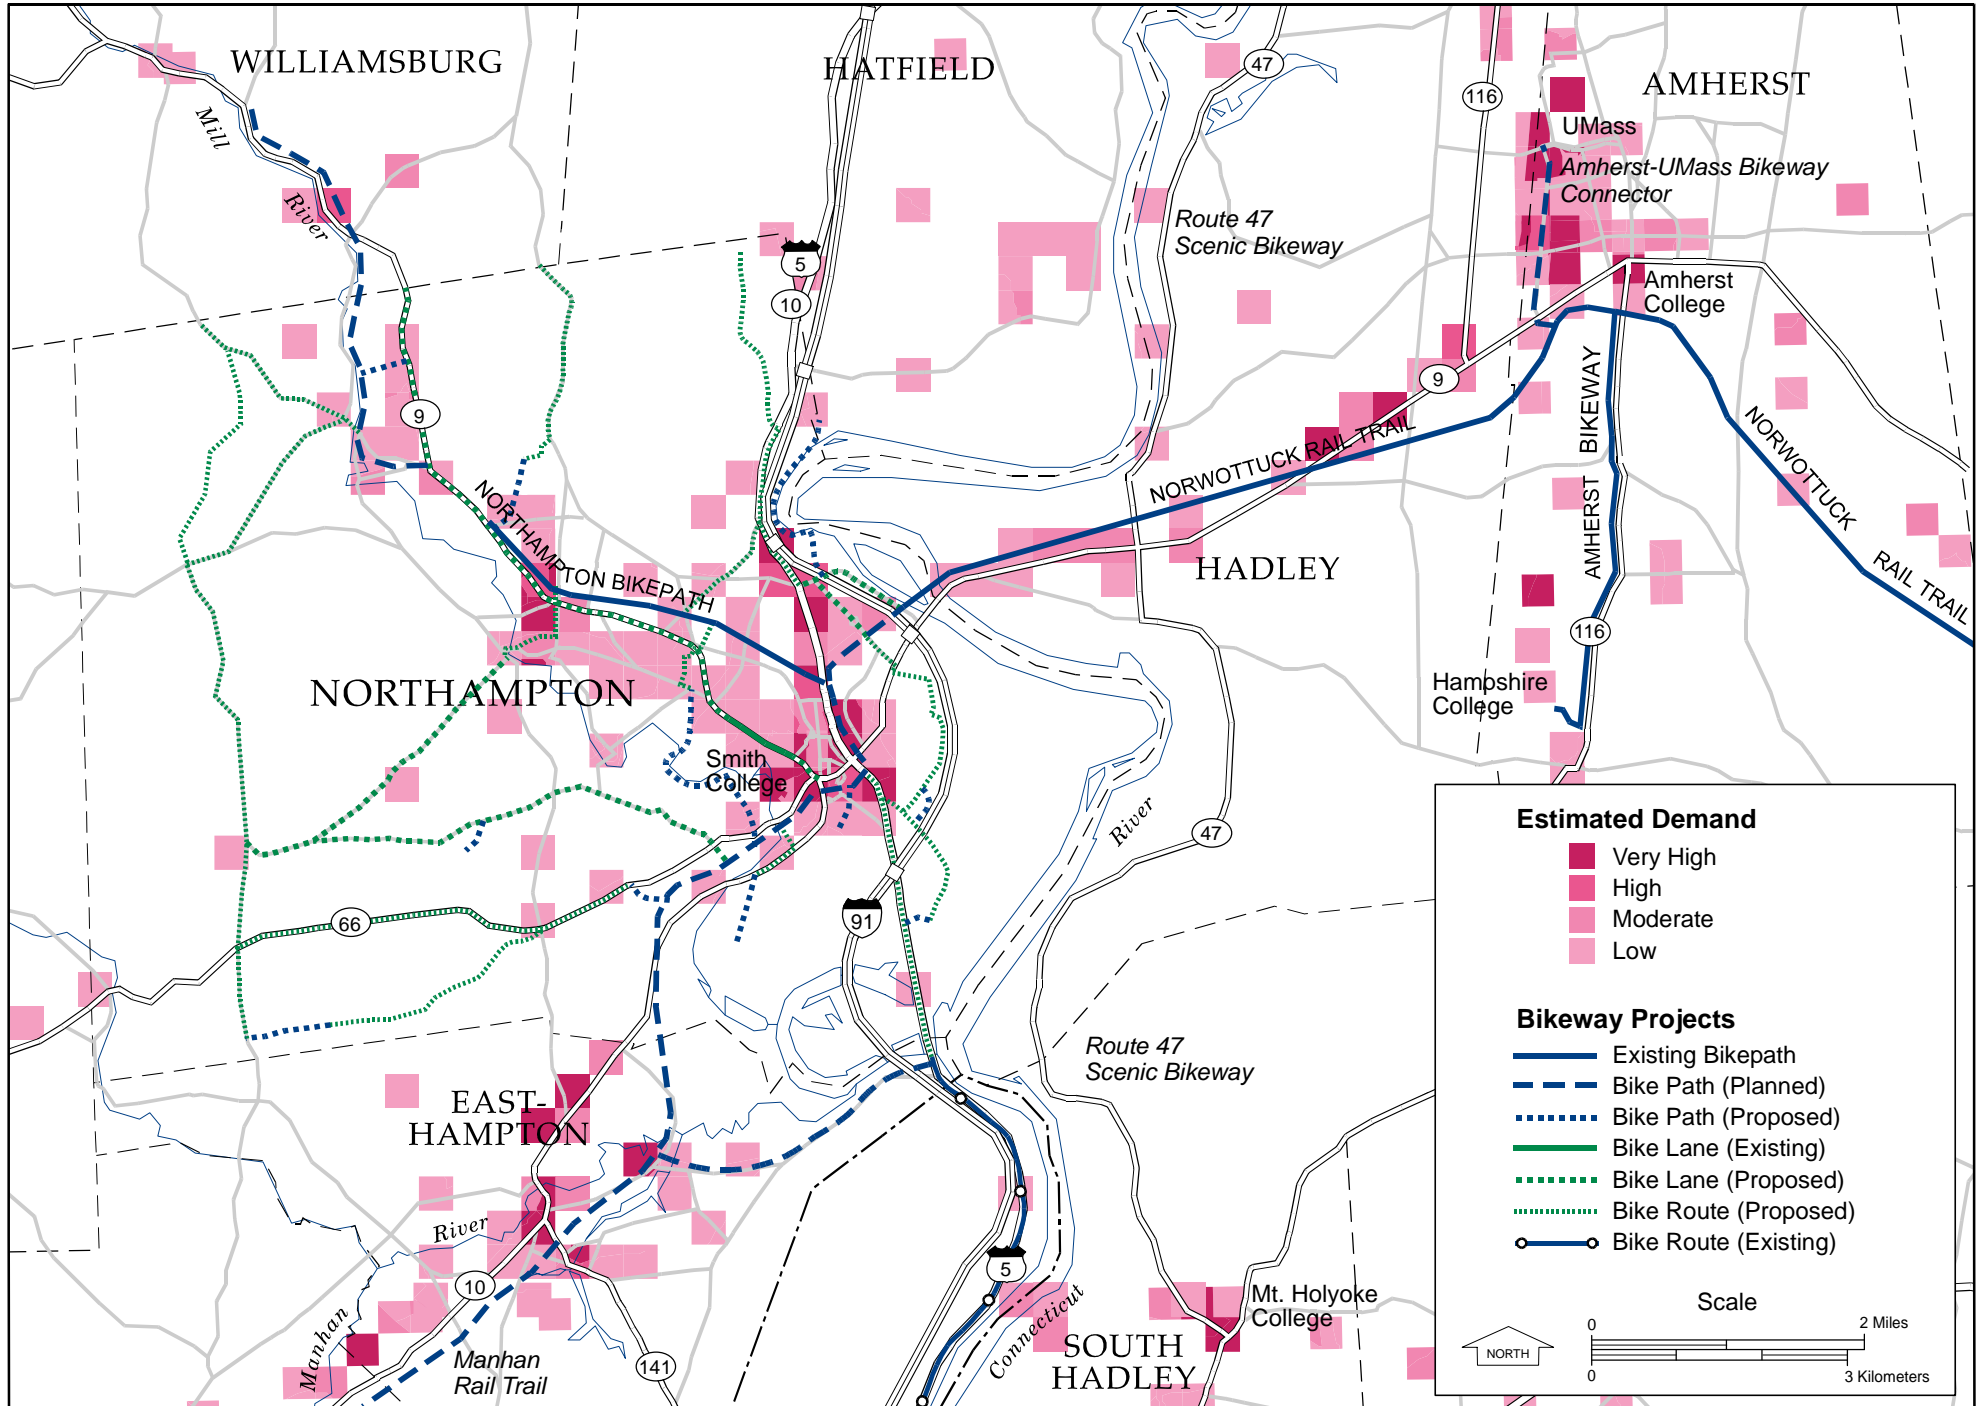 WILLIAMSBURG
HATFIELD
47
116
AMHERST
Mill
River
UMass
Amherst-UMass Bikeway
Connector
Route 47
Scenic Bikeway
5
10
Amherst
College
9
9
BIKEWAY
AMHERST
NORWOTTUCK RAIL TRAIL
NORWOTTUCK
RAIL TRAIL
NORTHAMPTON BIKEPATH
HADLEY
116
NORTHAMPTON
Hampshire
College
Smith
College
River
47
66
91
Route 47
Scenic Bikeway
EAST-
HAMPTON
River
10
5
Manhan
Manhan
Rail Trail
141
Connecticut
Mt. Holyoke
College
SOUTH
HADLEY
Estimated Demand
Very High
High
Moderate
Low
Bikeway Projects
Existing Bikepath
Bike Path (Planned)
Bike Path (Proposed)
Bike Lane (Existing)
Bike Lane (Proposed)
Bike Route (Proposed)
Bike Route (Existing)
Scale
0
2 Miles
NORTH
0
3 Kilometers